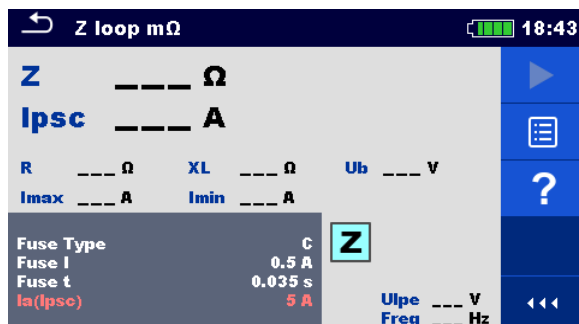 Z loop mΩ 18:43
Z ___ Ω
Ipsc ___ A
R ___ Ω XL ___ Ω Ub ___ V
Imax ___ A Imin ___ A
?
Fuse Type C
Fuse I 0.5 A
Fuse t 0.035 s
Ia(Ipsc) 5 A
Z
Ulpe ___ V
Freq ___ Hz